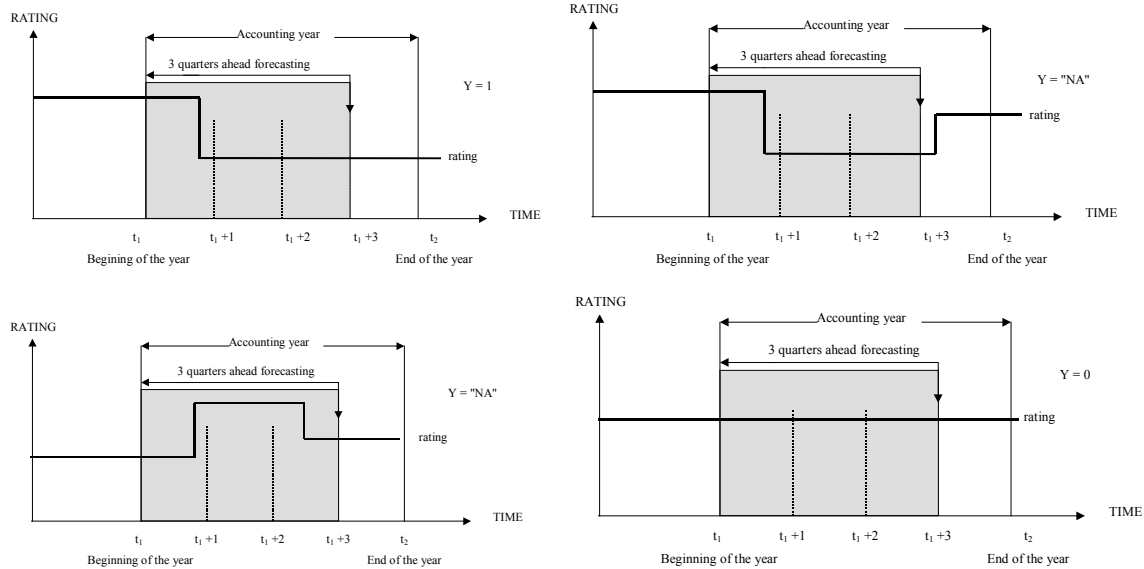 RATING
Accounting year
3 quarters ahead forecasting
Y = 1
rating
TIME
t1 t1 +1 t1 +2 t1 +3 t2
Begining of the year End of the year
RATING
Accounting year
3 quarters ahead forecasting
Y = "NA"
rating
TIME
t1 t1 +1 t1 +2 t1 +3 t2
Begining of the year End of the year
RATING
Accounting year
3 quarters ahead forecasting
Y = "NA"
rating
TIME
t1 t1 +1 t1 +2 t1 +3 t2
Beginning of the year End of the year
RATING
Accounting year
3 quarters ahead forecasting
Y = 0
rating
TIME
t1 t1 +1 t1 +2 t1 +3 t2
Beginning of the year End of the year